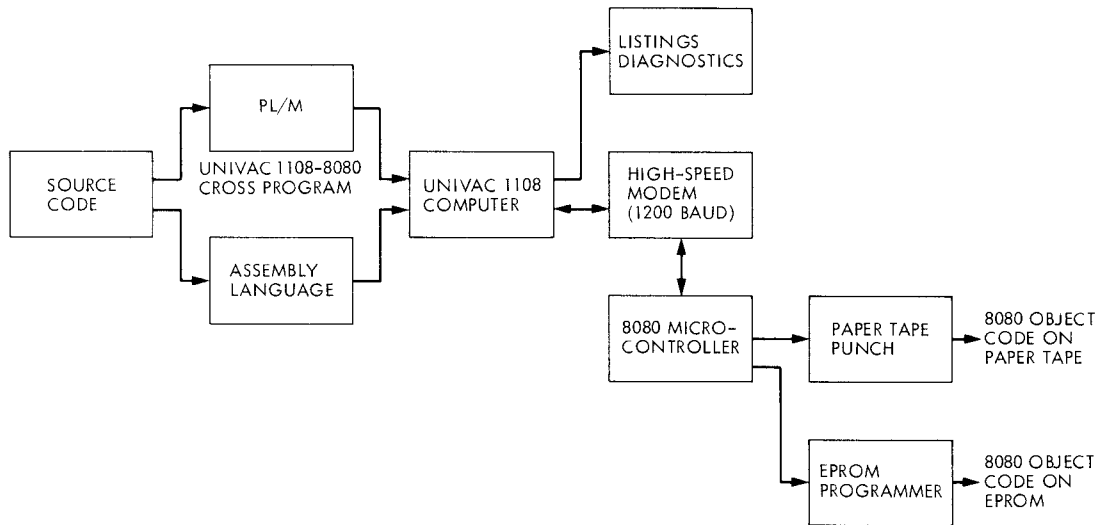 SOURCE
CODE
PL/M
UNIVAC 1108-8080
CROSS PROGRAM
ASSEMBLY
LANGUAGE
UNIVAC 1108
COMPUTER
LISTINGS
DIAGNOSTICS
HIGH-SPEED
MODEM
(1200 BAUD)
8080 MICRO-
CONTROLLER
PAPER TAPE
PUNCH
8080 OBJECT
CODE ON
PAPER TAPE
EPROM
PROGRAMMER
8080 OBJECT
CODE ON
EPROM